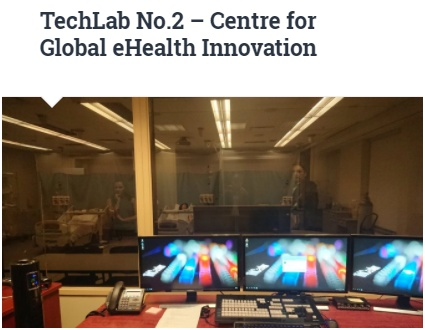 TechLab No.2 – Centre for
Global eHealth Innovation